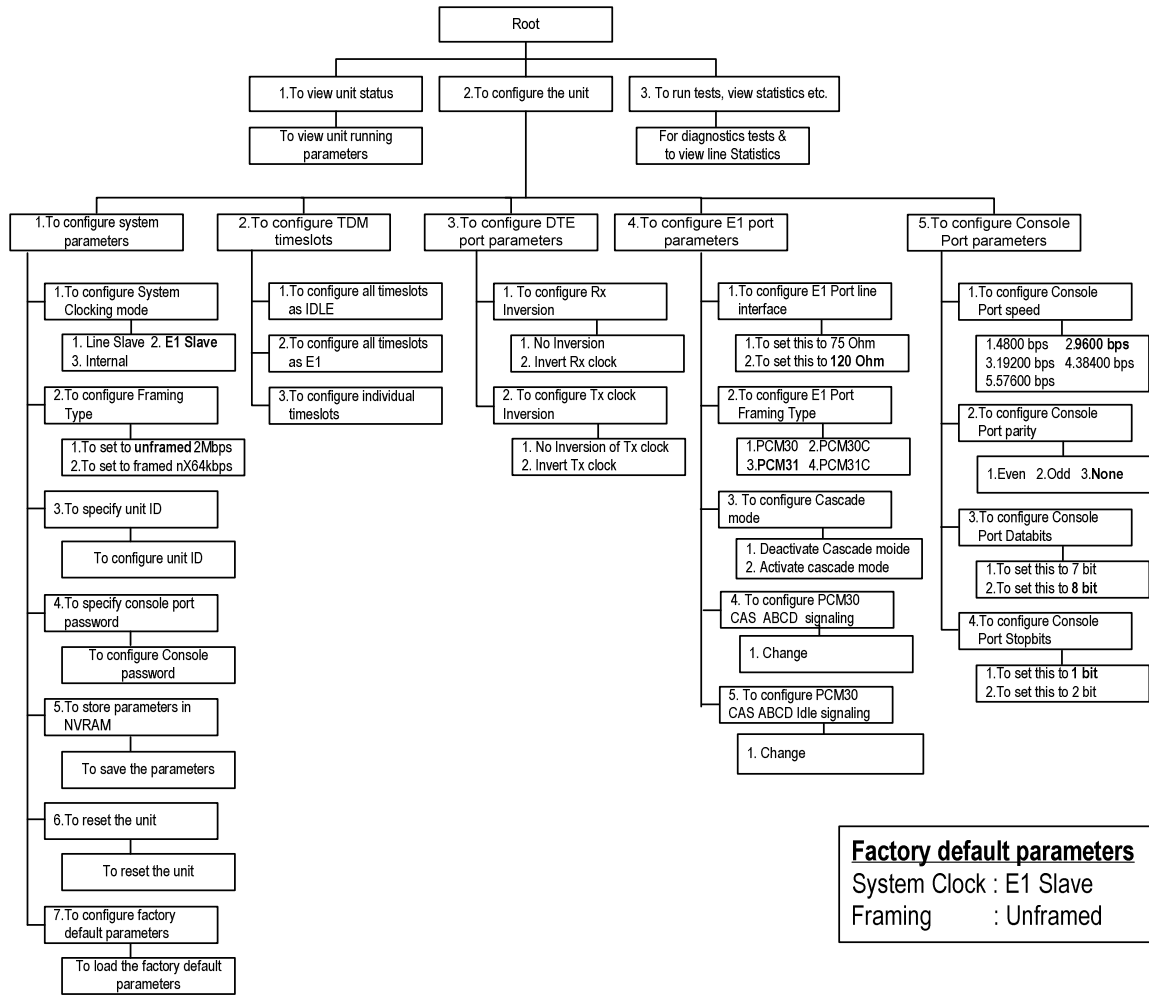 Root
1.To view unit status
2.To configure the unit
3. To run tests, view statistics etc.
To view unit running
parameters
For diagnostics tests &
to view line Statistics
1.To configure system
parameters
2.To configure TDM
timeslots
3.To configure DTE
port parameters
4.To configure E1 port
parameters
5.To configure Console
Port parameters
1.To configure System
Clocking mode
1. Line Slave 2. E1 Slave
3. Internal
2.To configure Framing
Type
1.To set to unframed 2Mbps
2.To set to framed nX64kbps
3.To specify unit ID
To configure unit ID
4.To specify console port
password
To configure Console
password
5.To store parameters in
NVRAM
To save the parameters
6.To reset the unit
To reset the unit
7.To configure factory
default parameters
To load the factory default
parameters
1.To configure all timeslots
as IDLE
2.To configure all timeslots
as E1
3.To configure individual
timeslots
1. To configure Rx
Inversion
1. No Inversion
2. Invert Rx clock
2. To configure Tx clock
Inversion
1. No Inversion of Tx clock
2. Invert Tx clock
1.To configure E1 Port line
interface
1.To set this to 75 Ohm
2.To set this to 120 Ohm
2.To configure E1 Port
Framing Type
1.PCM30 2.PCM30C
3.PCM31 4.PCM31C
3. To configure Cascade
mode
1. Deactivate Cascade moide
2. Activate cascade mode
4. To configure PCM30
CAS ABCD signaling
1. Change
5. To configure PCM30
CAS ABCD Idle signaling
1. Change
1.To configure Console
Port speed
1.4800 bps 2.9600 bps
3.19200 bps 4.38400 bps
5.57600 bps
2.To configure Console
Port parity
1.Even 2.Odd 3.None
3.To configure Console
Port Databits
1.To set this to 7 bit
2.To set this to 8 bit
4.To configure Console
Port Stopbits
1.To set this to 1 bit
2.To set this to 2 bit
Factory default parameters
System Clock : E1 Slave
Framing : Unframed